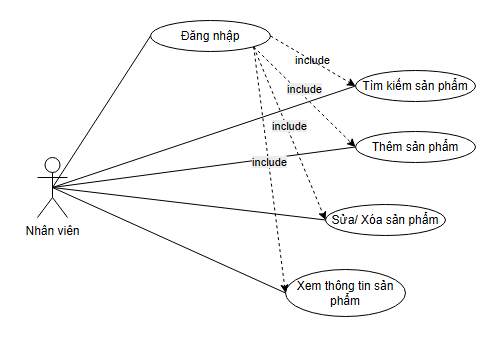 Đăng nhập
include
Tìm kiếm sản phẩm
include
include
Thêm sản phẩm
include
Nhân viên
Sửa/ Xóa sản phẩm
Xem thông tin sản
phẩm